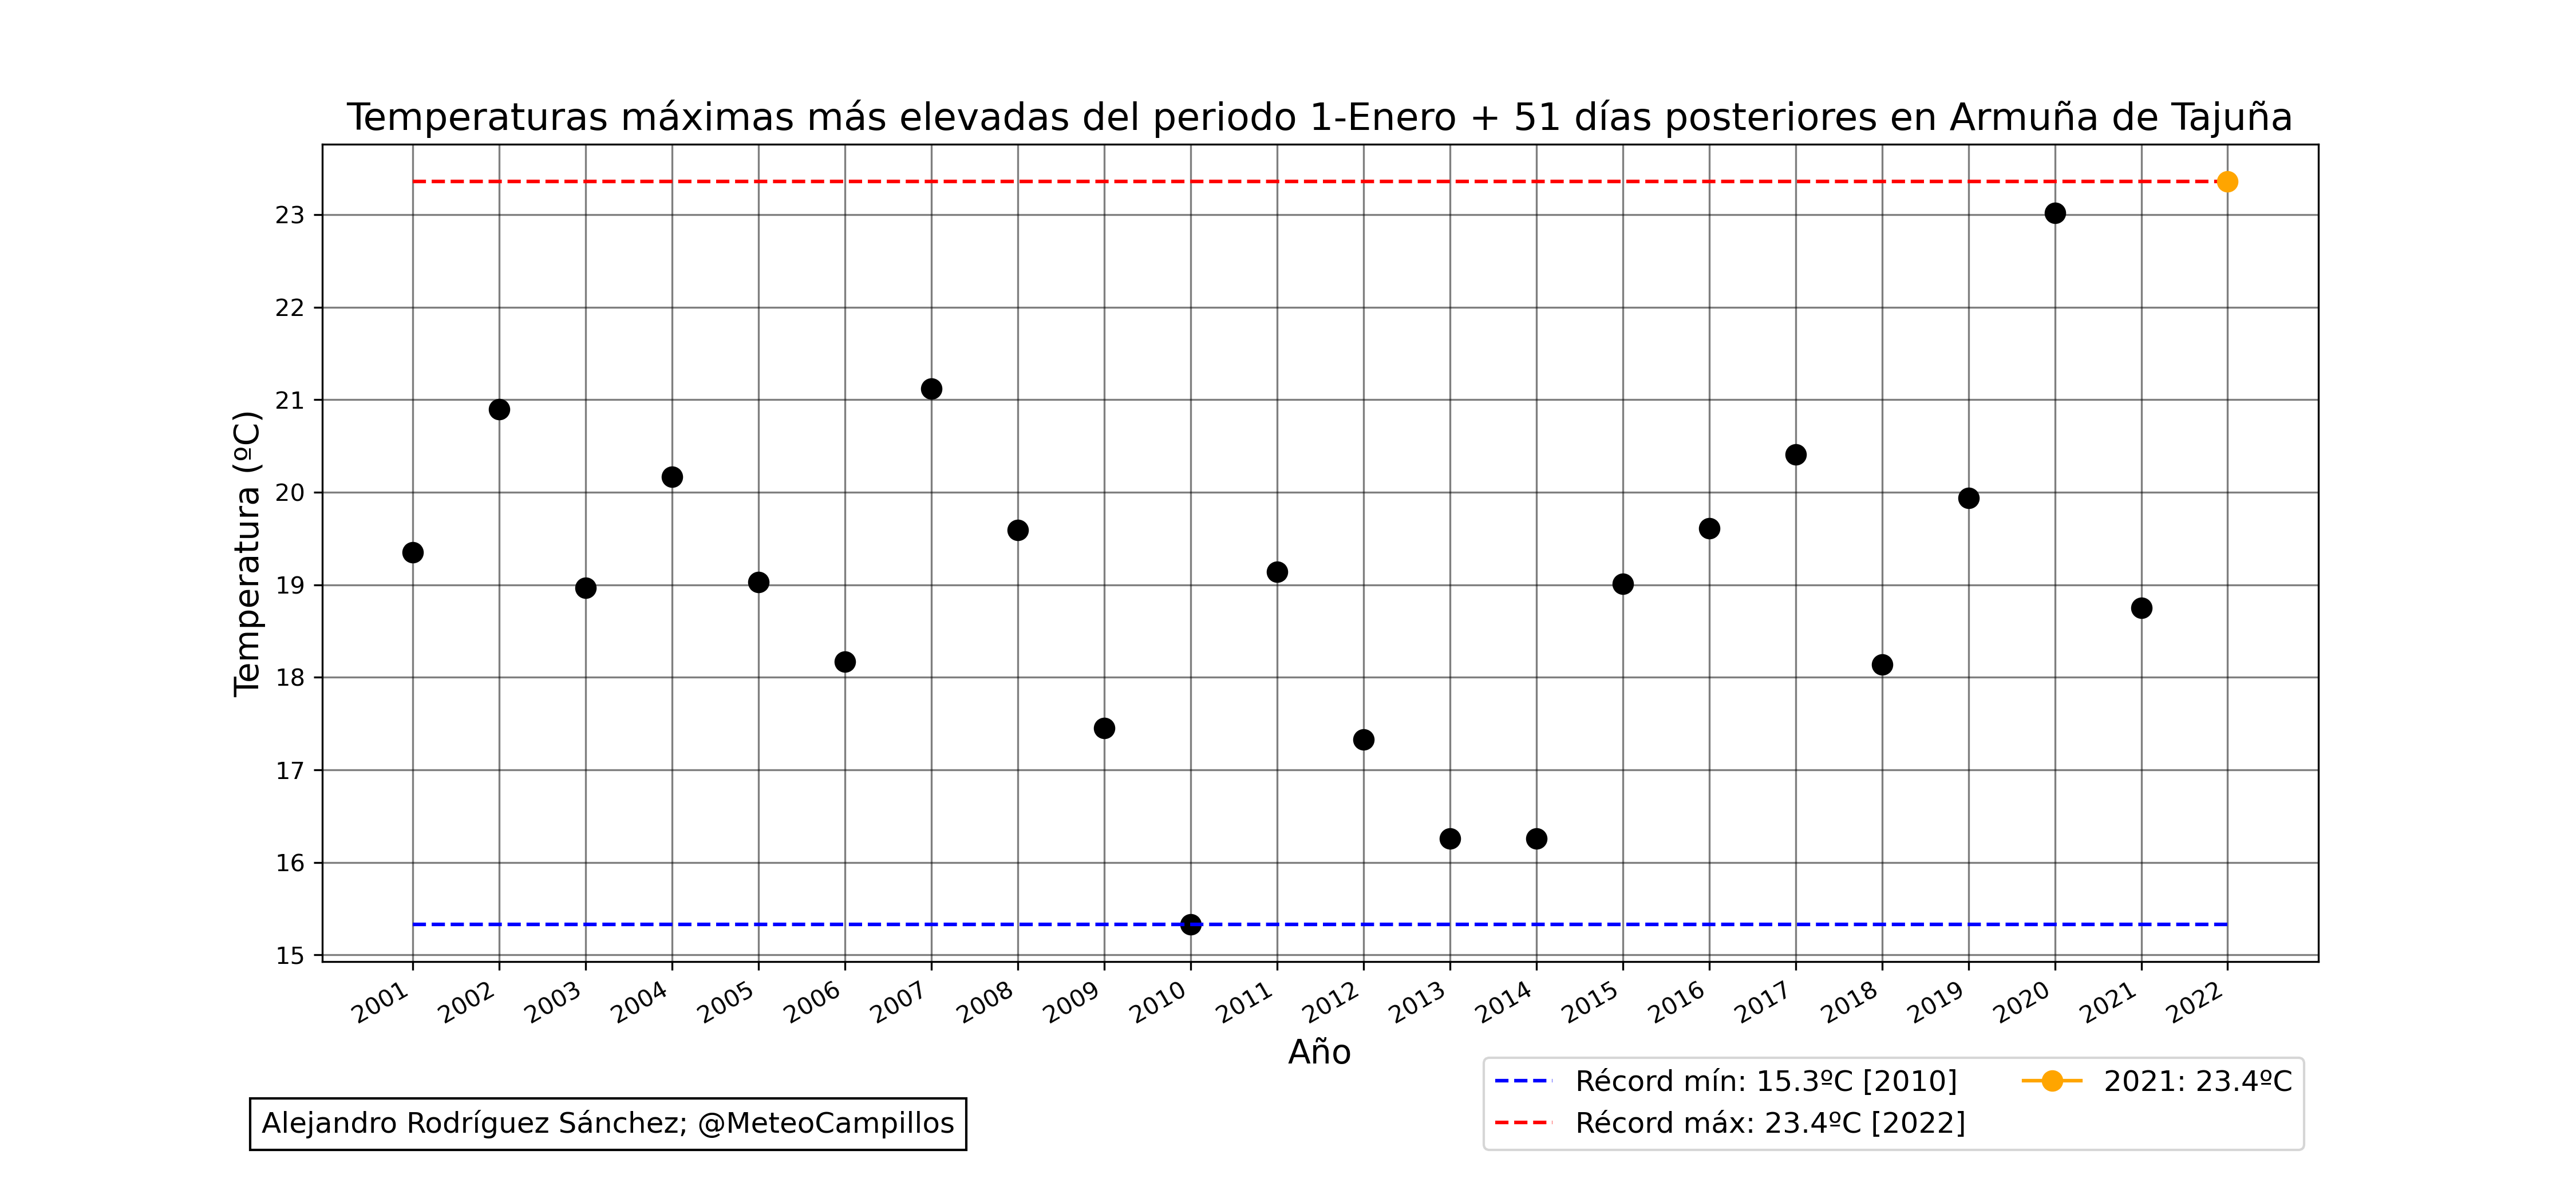 Temperaturas máximas más elevadas del periodo 1-Enero + 51 días posteriores en Armuña de Tajuña
Temperatura (ºC)
23
22
21
20
19
18
17
16
15
2001 2002 2003 2004 2005 2006 2007 2008 2009 2010 2011 2012 2013 2014 2015 2016 2017 2018 2019 2020 2021 2022
Año
Récord mín: 15.3ºC [2010]
Récord máx: 23.4ºC [2022]
2021: 23.4ºC
Alejandro Rodríguez Sánchez; @MeteoCampillos